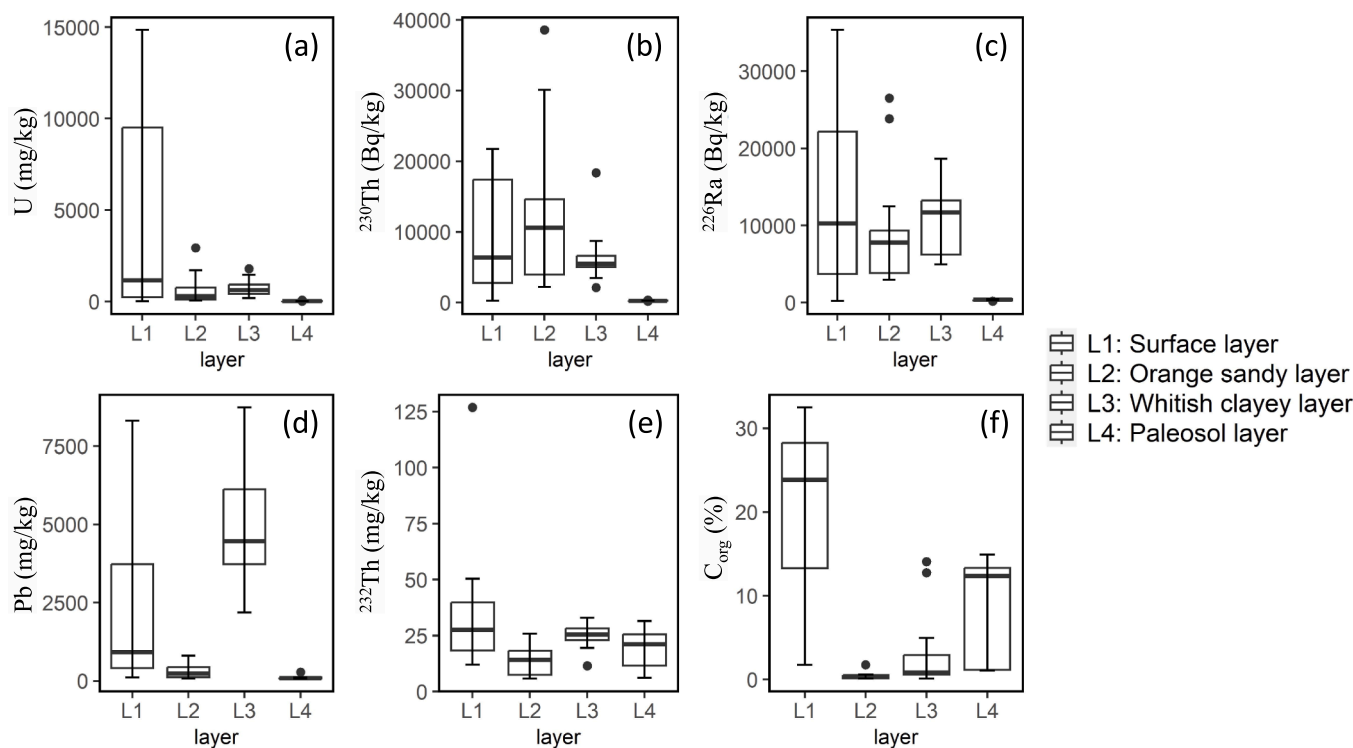 (a)
U (mg/kg)
15000
10000
5000
0
L1 L2 L3 L4
layer
(b)
²³⁰Th (Bq/kg)
40000
30000
20000
10000
0
L1 L2 L3 L4
layer
(c)
²²⁶Ra (Bq/kg)
30000
20000
10000
0
L1 L2 L3 L4
layer
(d)
Pb (mg/kg)
7500
5000
2500
0
L1 L2 L3 L4
layer
(e)
²³²Th (mg/kg)
125
100
75
50
25
0
L1 L2 L3 L4
layer
(f)
Corg (%)
30
20
10
0
L1 L2 L3 L4
layer
L1: Surface layer
L2: Orange sandy layer
L3: Whitish clayey layer
L4: Paleosol layer